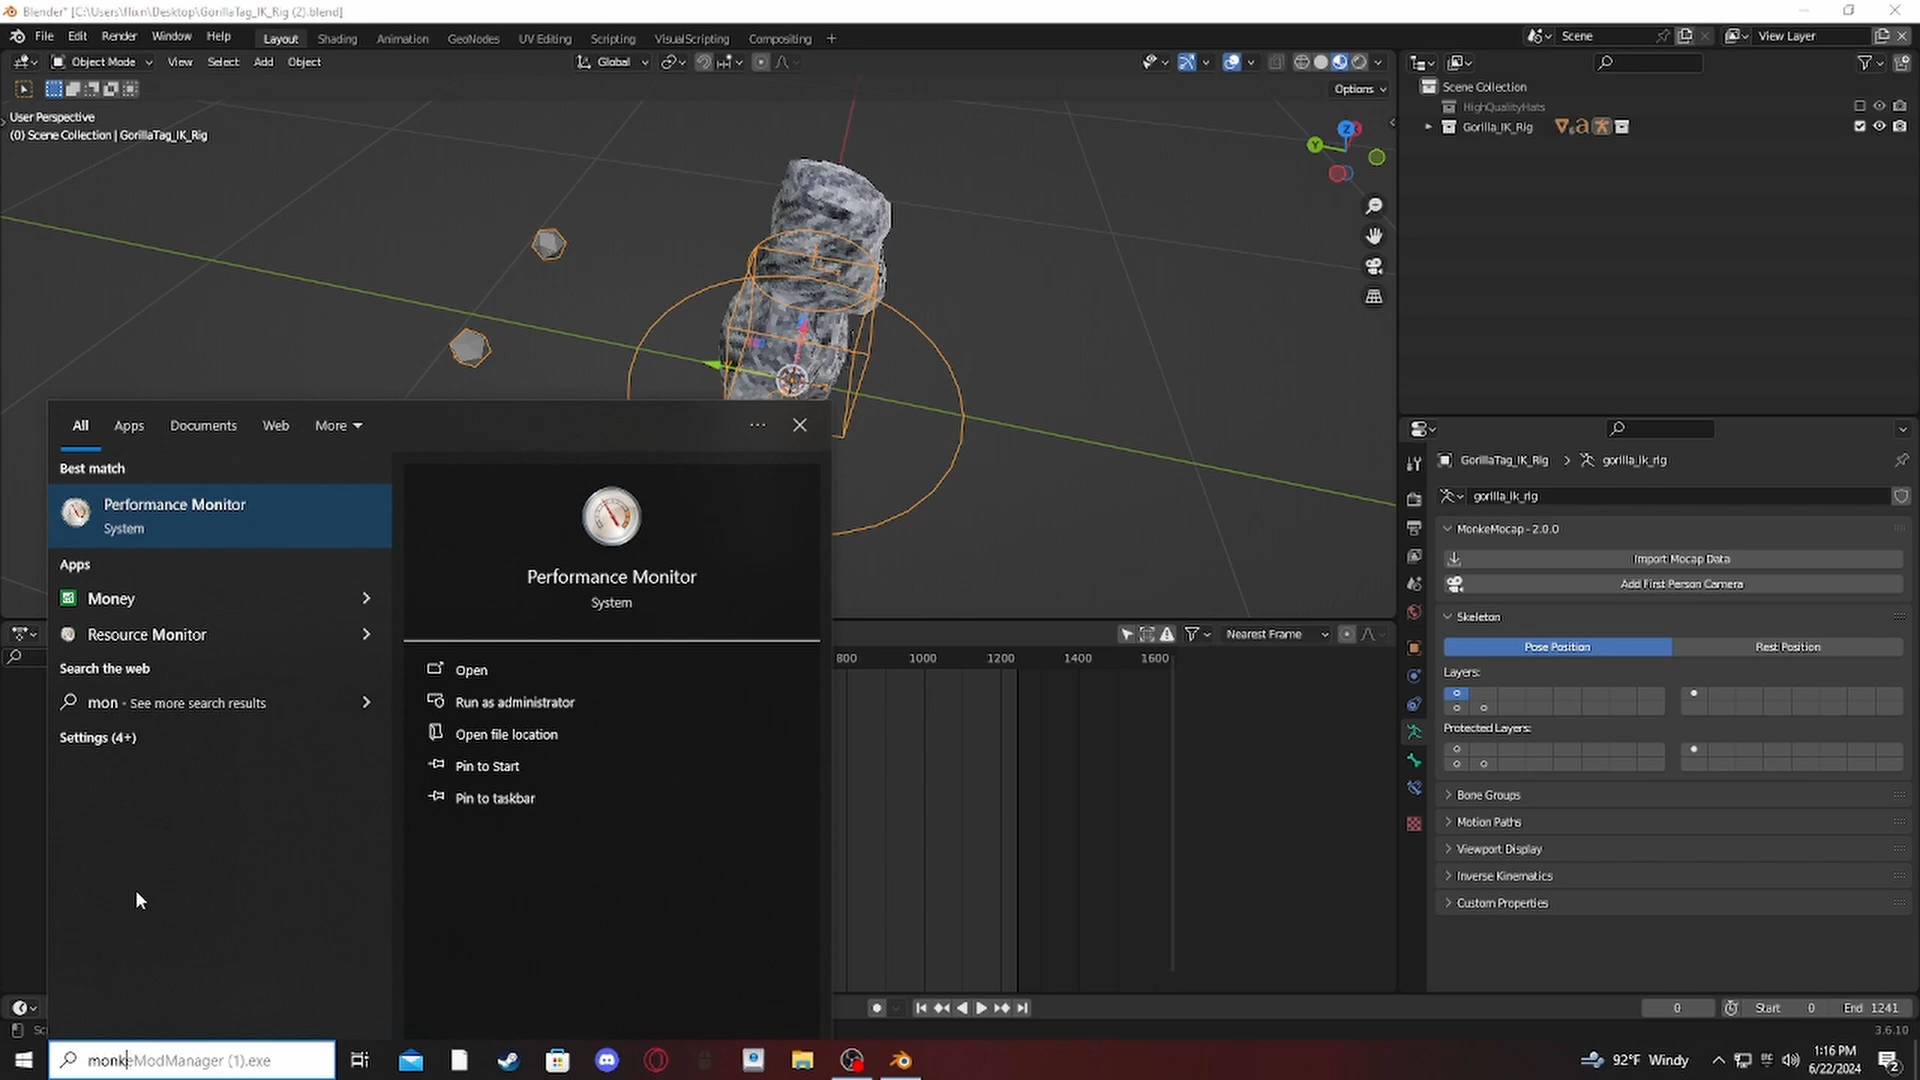 Blender* [C:\Users\flixn\Desktop\GorillaTag_IK_Rig (2).blend]
File Edit Render Window Help Layout Shading Animation GeoNodes UV Editing Scripting VisualScripting Compositing + Scene View Layer
Object Mode View Select Add Object Global
Options
User Perspective
(0) Scene Collection | GorillaTag_IK_Rig
Z
Y
Scene Collection
HighQualityHats
Gorilla_IK_Rig
All Apps Documents Web More
Best match
Performance Monitor
System
Apps
Money
Resource Monitor
Search the web
mon - See more search results
Settings (4+)
Performance Monitor
System
Open
Run as administrator
Open file location
Pin to Start
Pin to taskbar
Nearest Frame
800 1000 1200 1400 1600
GorillaTag_IK_Rig > gorilla_ik_rig
gorilla_ik_rig
MonkeMocap - 2.0.0
Import Mocap Data
Add First Person Camera
Skeleton
Pose Position Rest Position
Layers:
Protected Layers:
Bone Groups
Motion Paths
Viewport Display
Inverse Kinematics
Custom Properties
0 Start 0 End 1241
Sc
3.6.10
monkeModManager (1).exe
92°F Windy
1:16 PM
6/22/2024
2